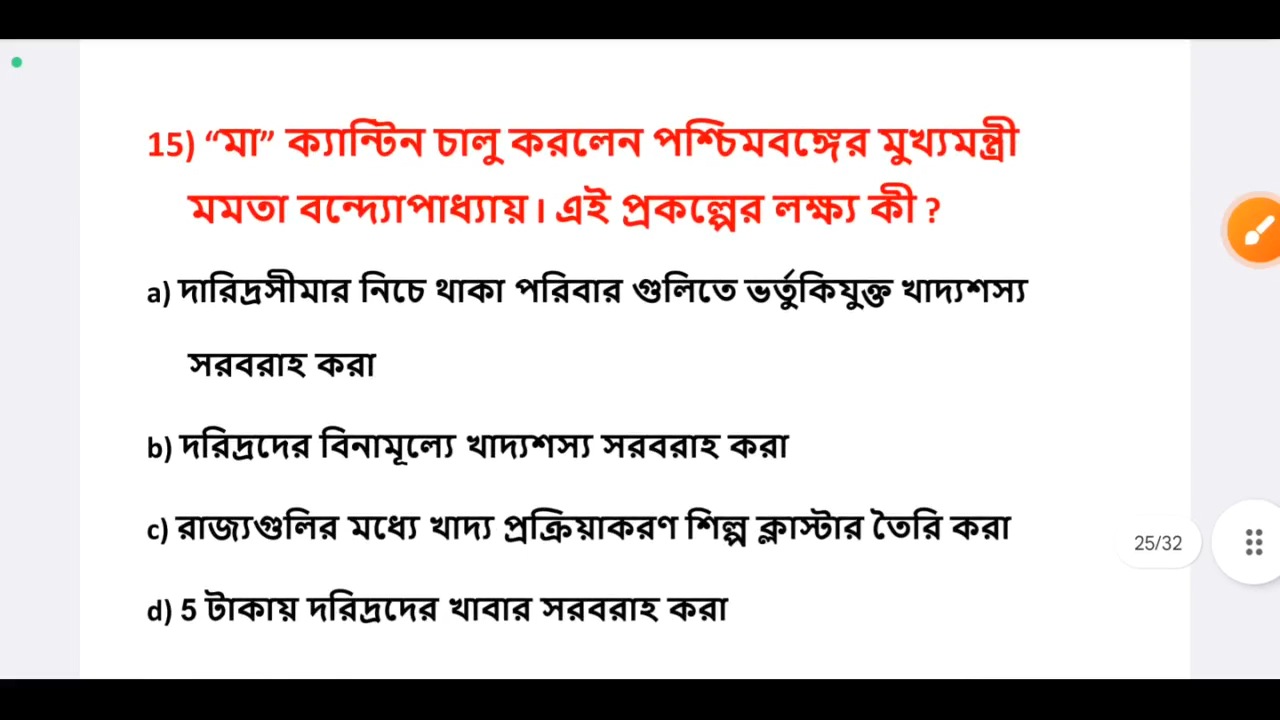 15) “মা” ক্যান্টিন চালু করলেন পশ্চিমবঙ্গের মুখ্যমন্ত্রী
মমতা বন্দ্যোপাধ্যায়। এই প্রকল্পের লক্ষ্য কী ?
a) দারিদ্রসীমার নিচে থাকা পরিবার গুলিতে ভর্তুকিযুক্ত খাদ্যশস্য
সরবরাহ করা
b) দরিদ্রদের বিনামূল্যে খাদ্যশস্য সরবরাহ করা
c) রাজ্যগুলির মধ্যে খাদ্য প্রক্রিয়াকরণ শিল্প ক্লাস্টার তৈরি করা
25/32
d) 5 টাকায় দরিদ্রদের খাবার সরবরাহ করা